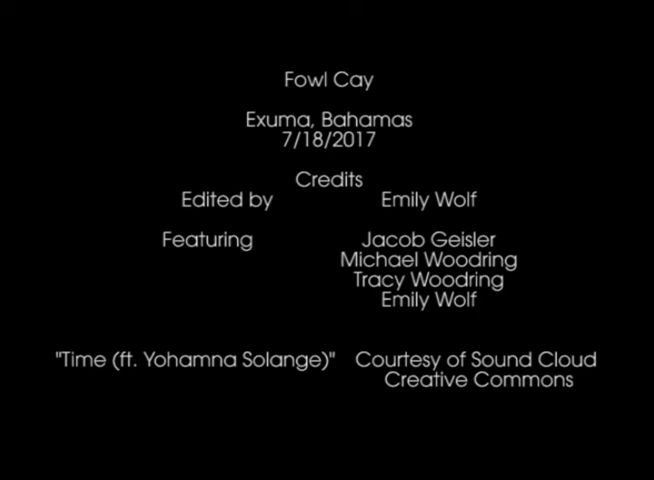 Fowl Cay
Exuma, Bahamas
7/18/2017
Credits
Edited by Emily Wolf
Featuring Jacob Geisler
Michael Woodring
Tracy Woodring
Emily Wolf
"Time (ft. Yohamna Solange)" Courtesy of Sound Cloud
Creative Commons